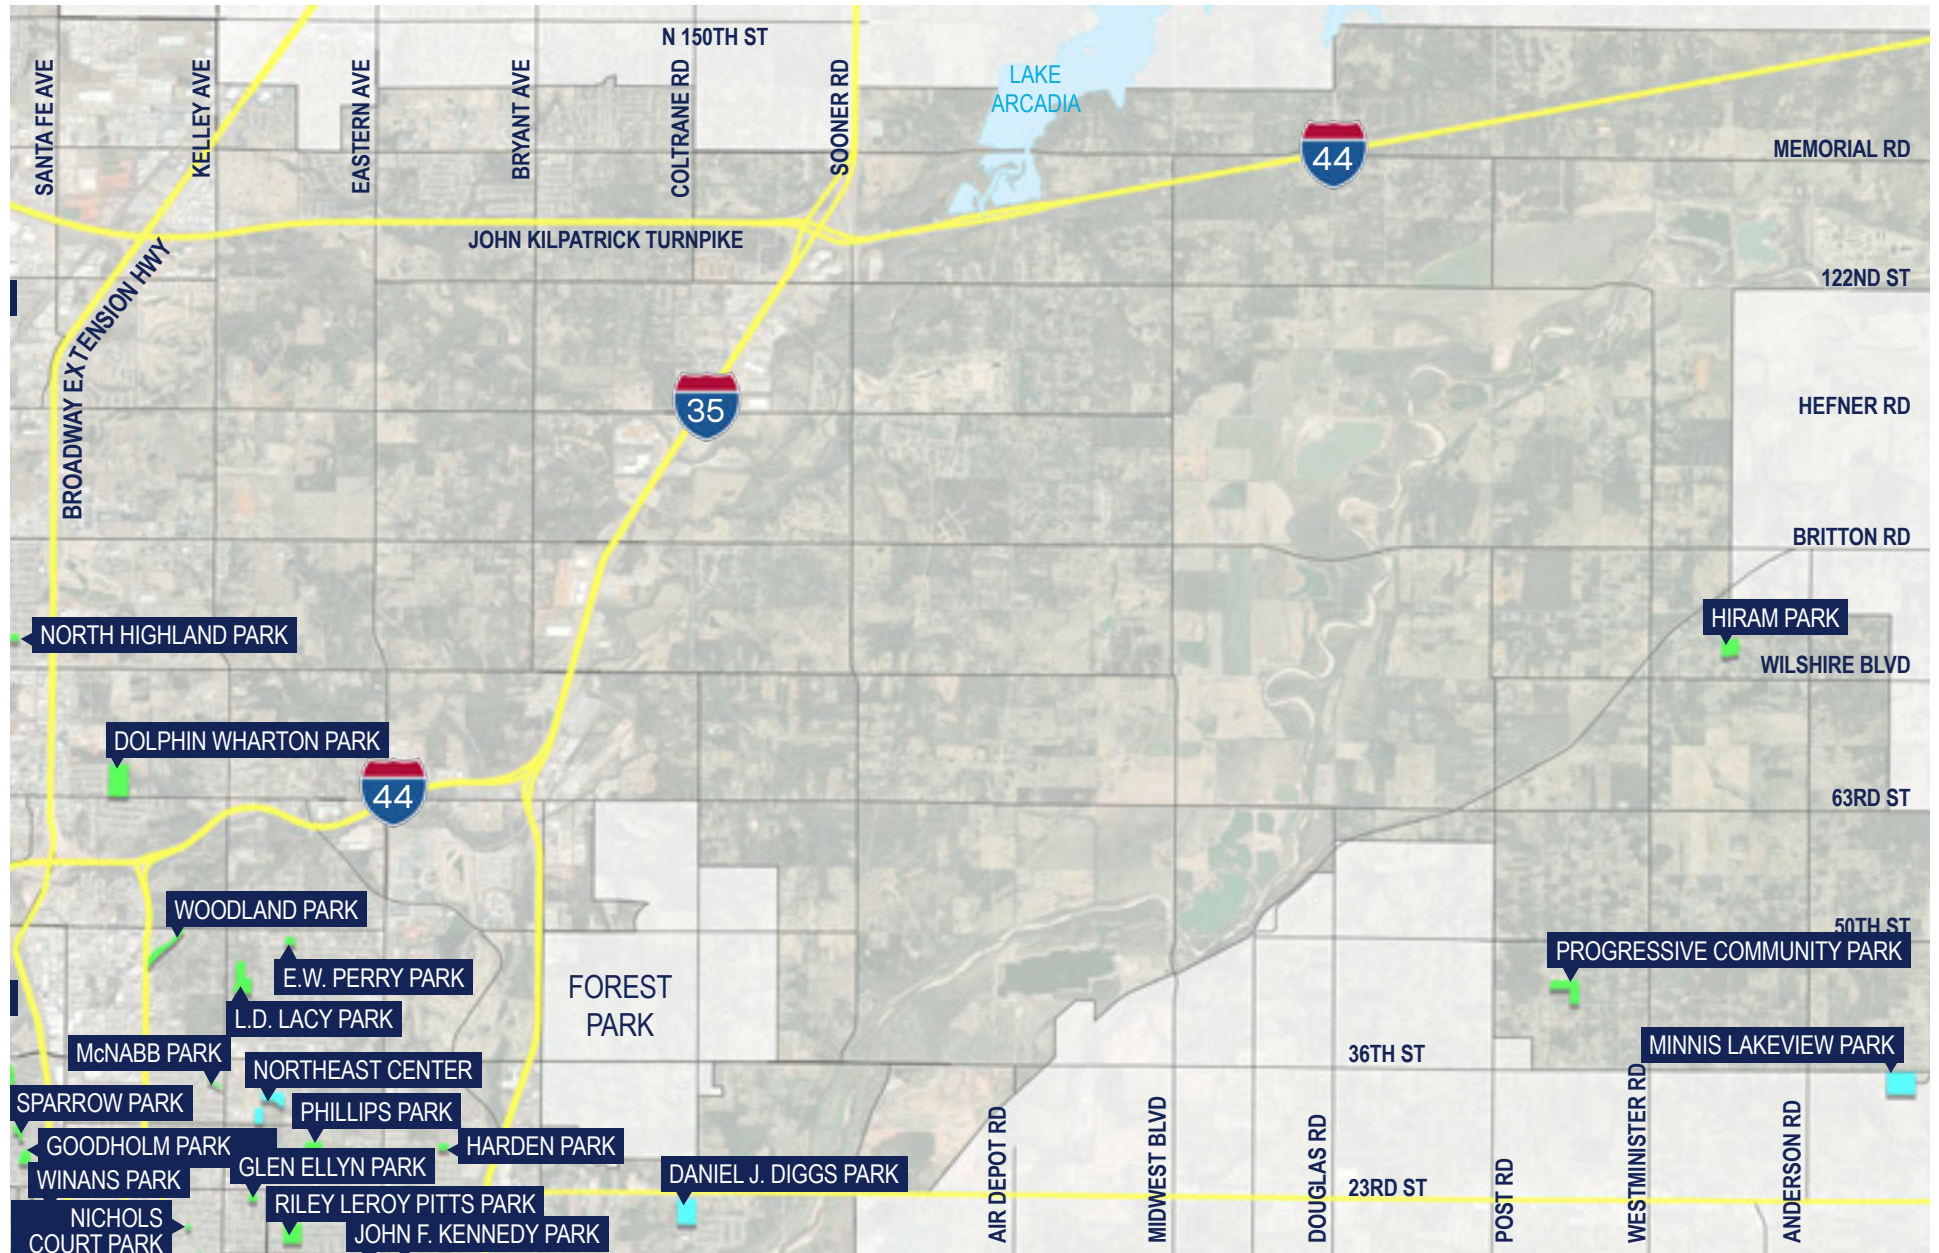 N 150TH ST
SANTA FE AVE
KELLEY AVE
EASTERN AVE
BRYANT AVE
COLTRANE RD
SOONER RD
LAKE
ARCADIA
44
MEMORIAL RD
JOHN KILPATRICK TURNPIKE
BROADWAY EXTENSION HWY
122ND ST
35
HEFNER RD
BRITTON RD
HIRAM PARK
NORTH HIGHLAND PARK
WILSHIRE BLVD
DOLPHIN WHARTON PARK
44
63RD ST
WOODLAND PARK
50TH ST
PROGRESSIVE COMMUNITY PARK
E.W. PERRY PARK
FOREST
PARK
L.D. LACY PARK
McNABB PARK
36TH ST
MINNIS LAKEVIEW PARK
NORTHEAST CENTER
SPARROW PARK
PHILLIPS PARK
GOODHOLM PARK
HARDEN PARK
GLEN ELLYN PARK
WINANS PARK
DANIEL J. DIGGS PARK
AIR DEPOT RD
MIDWEST BLVD
DOUGLAS RD
23RD ST
POST RD
WESTMINISTER RD
ANDERSON RD
RILEY LEROY PITTS PARK
NICHOLS
COURT PARK
JOHN F. KENNEDY PARK